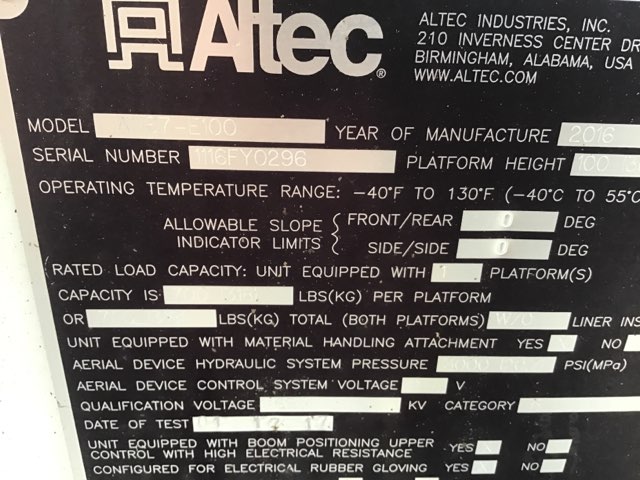 Altec®
ALTEC INDUSTRIES, INC.
210 INVERNESS CENTER DR
BIRMINGHAM, ALABAMA, USA
WWW.ALTEC.COM
MODEL 7-E100 YEAR OF MANUFACTURE 2016
SERIAL NUMBER 1116FY0296 PLATFORM HEIGHT 100
OPERATING TEMPERATURE RANGE: -40°F TO 130°F (-40°C TO 55°C
ALLOWABLE SLOPE INDICATOR LIMITS { FRONT/REAR 0 DEG
SIDE/SIDE 0 DEG
RATED LOAD CAPACITY: UNIT EQUIPPED WITH 1 PLATFORM(S)
CAPACITY IS LBS(KG) PER PLATFORM
OR LBS(KG) TOTAL (BOTH PLATFORMS) W/O LINER INS
UNIT EQUIPPED WITH MATERIAL HANDLING ATTACHMENT YES NO
AERIAL DEVICE HYDRAULIC SYSTEM PRESSURE PSI(MPa)
AERIAL DEVICE CONTROL SYSTEM VOLTAGE V
QUALIFICATION VOLTAGE KV CATEGORY
DATE OF TEST
UNIT EQUIPPED WITH BOOM POSITIONING UPPER
CONTROL WITH HIGH ELECTRICAL RESISTANCE YES NO
CONFIGURED FOR ELECTRICAL RUBBER GLOVING YES NO